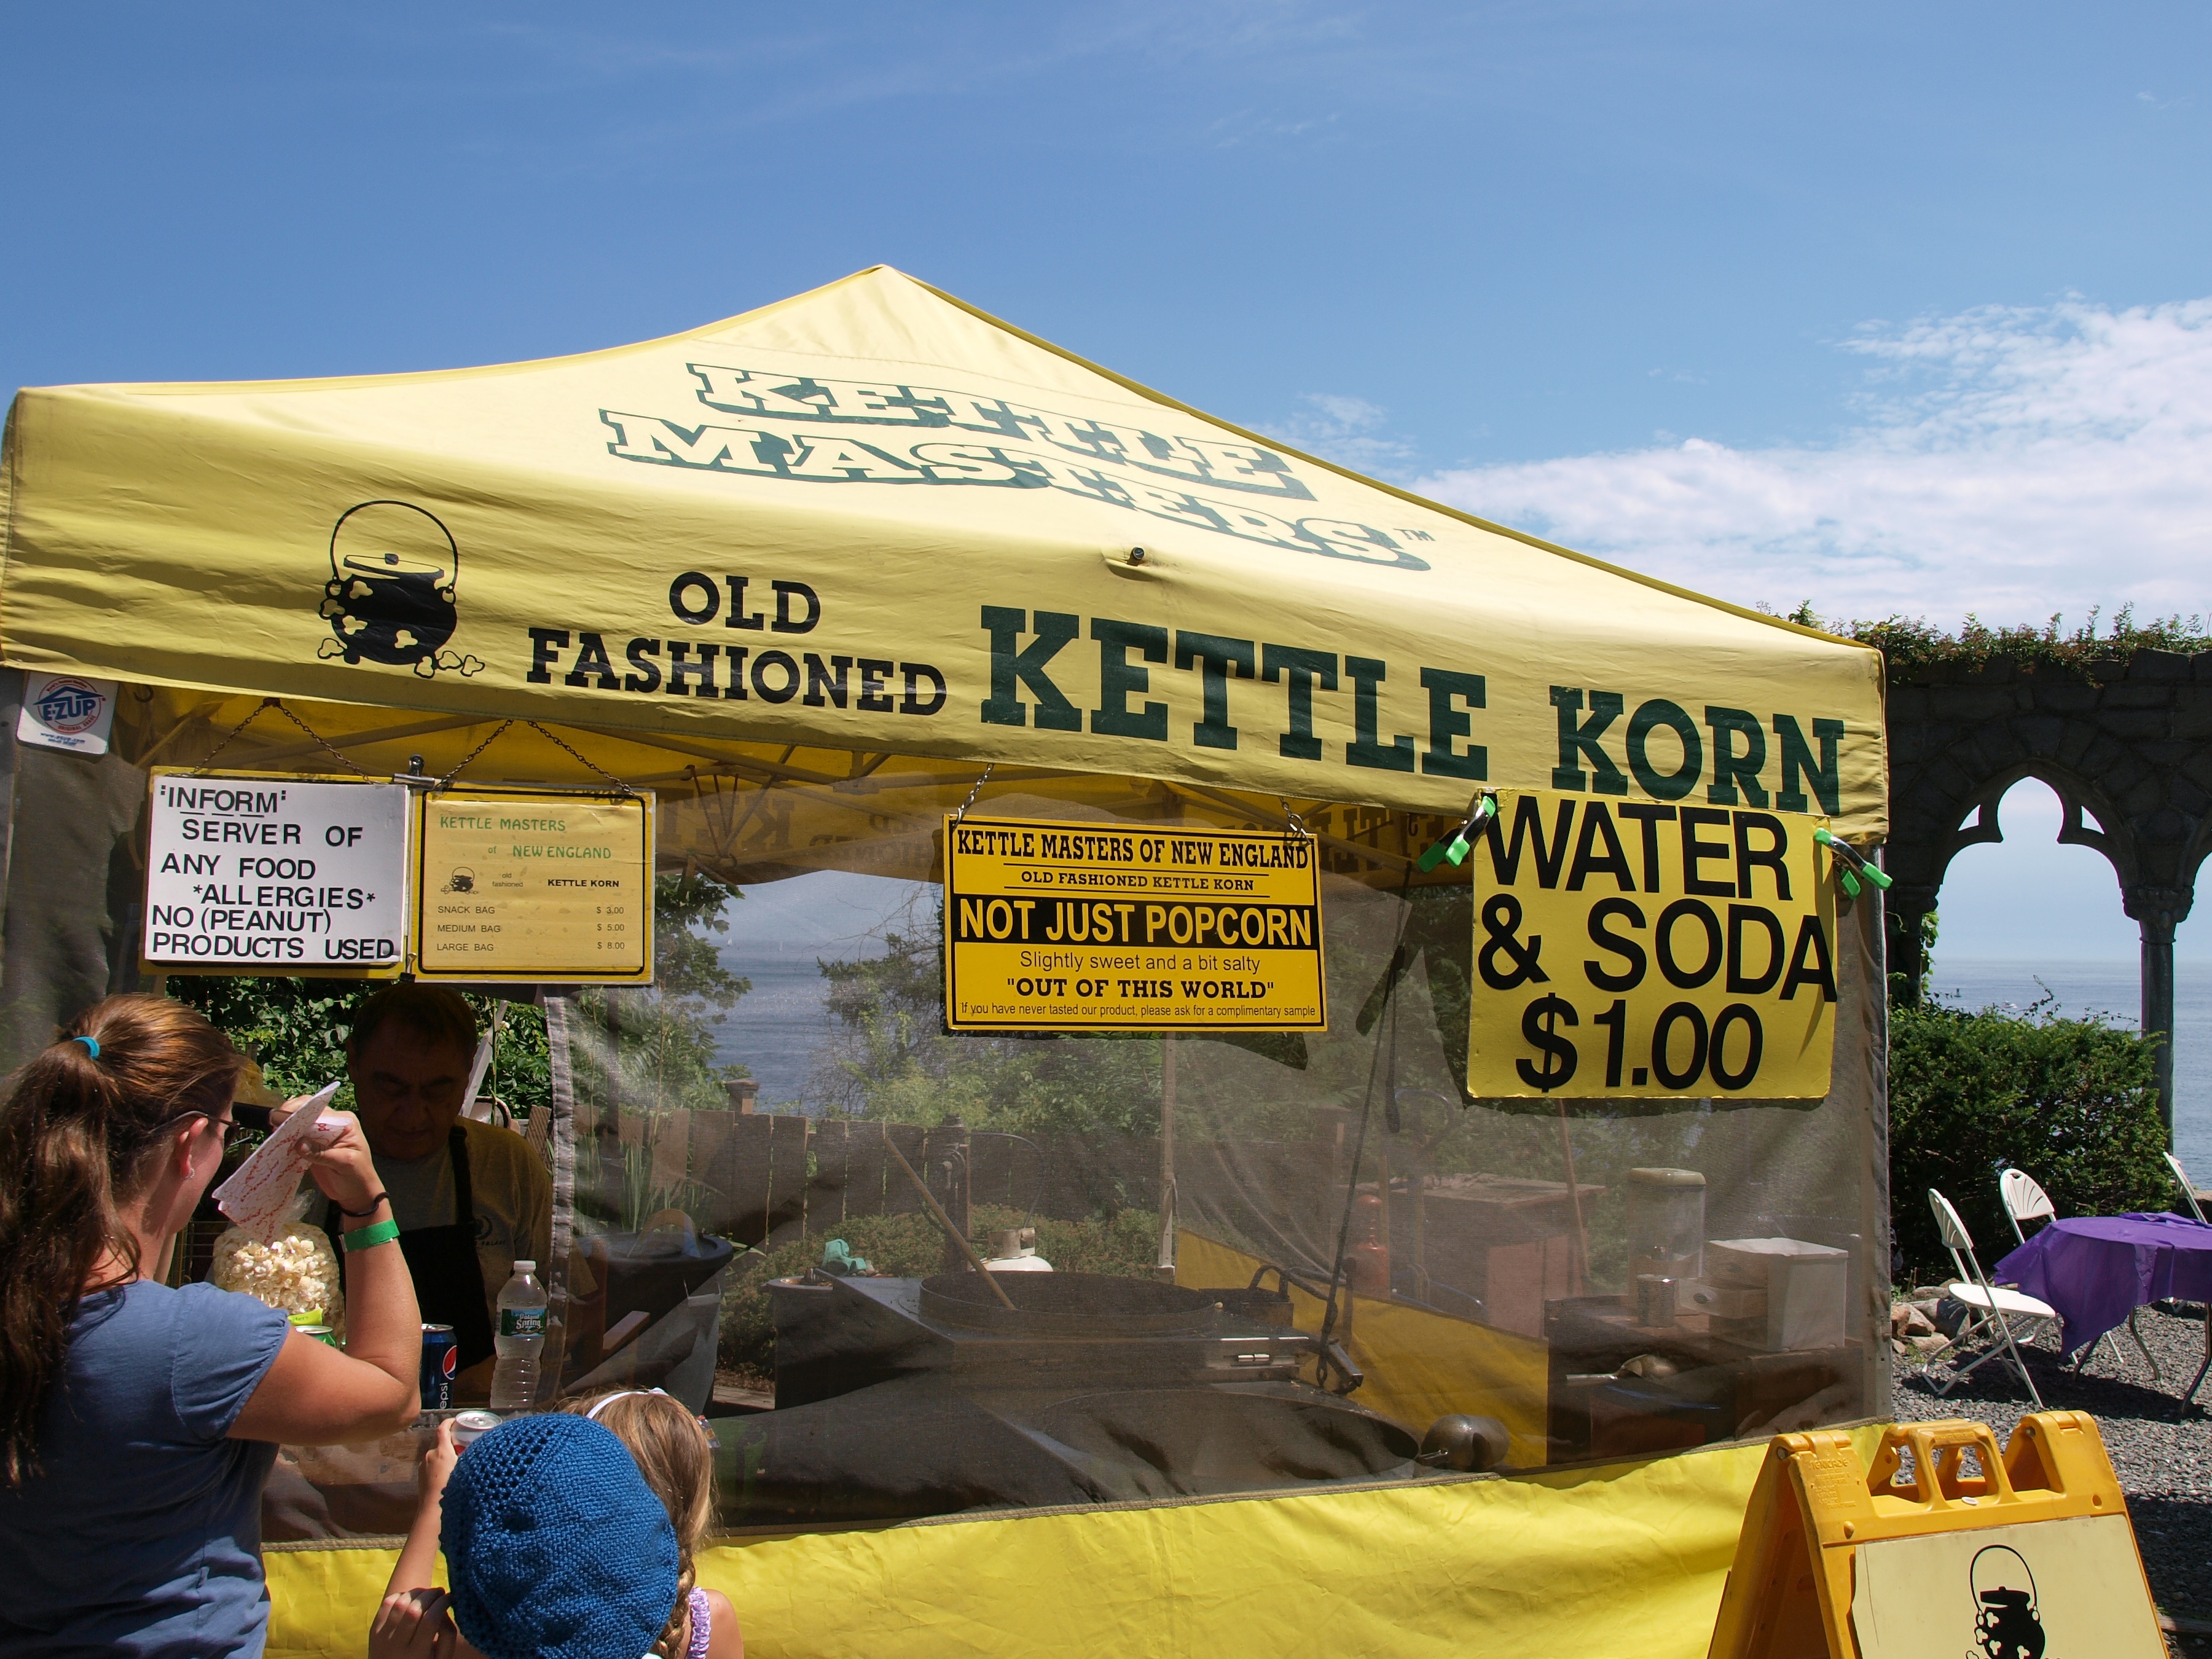 KETTLE
MASTERS™
OLD
FASHIONED
KETTLE KORN
E-Z UP
"INFORM"
SERVER OF
ANY FOOD
*ALLERGIES*
NO (PEANUT)
PRODUCTS USED
KETTLE MASTERS
of NEW ENGLAND
old
fashioned KETTLE KORN
SNACK BAG $ 3.00
MEDIUM BAG $ 5.00
LARGE BAG $ 8.00
KETTLE MASTERS OF NEW ENGLAND
OLD FASHIONED KETTLE KORN
NOT JUST POPCORN
Slightly sweet and a bit salty
"OUT OF THIS WORLD"
If you have never tasted our product, please ask for a complimentary sample
WATER
& SODA
$1.00
Spring
pepsi